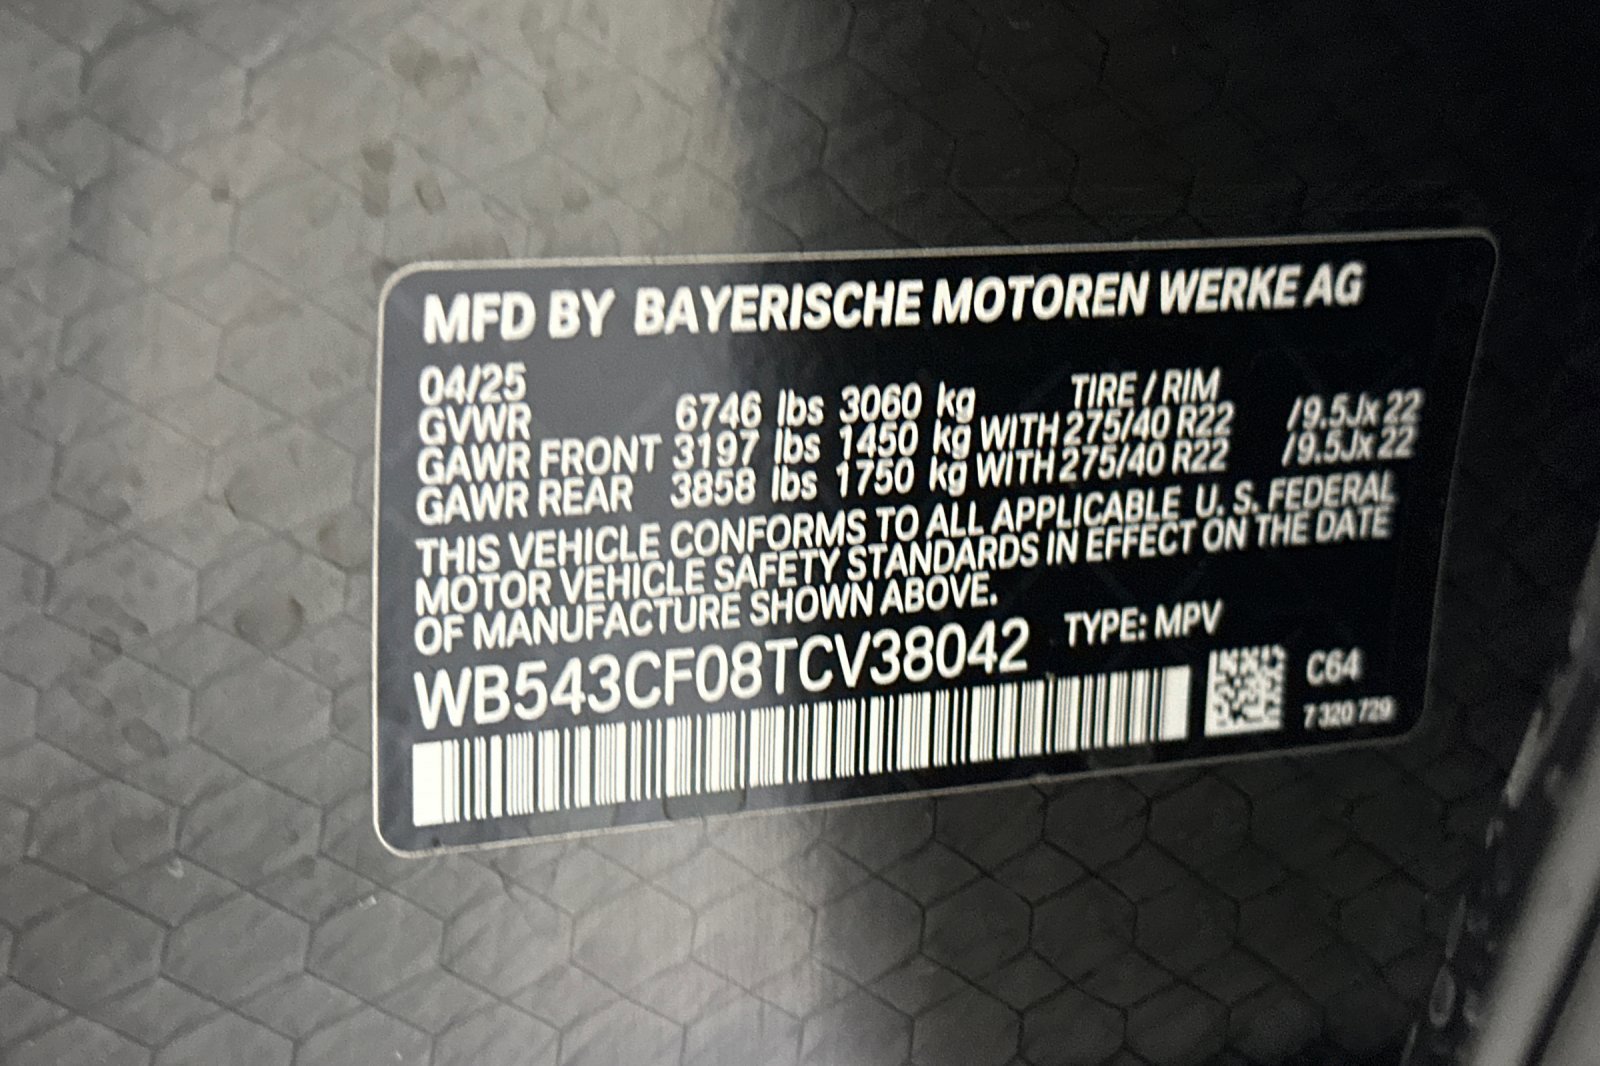 MFD BY BAYERISCHE MOTOREN WERKE AG
04/25 TIRE / RIM
GVWR 6746 lbs 3060 kg
GAWR FRONT 3197 lbs 1450 kg WITH 275/40 R22 /9.5Jx22
GAWR REAR 3858 lbs 1750 kg WITH 275/40 R22 /9.5Jx22
THIS VEHICLE CONFORMS TO ALL APPLICABLE U. S. FEDERAL
MOTOR VEHICLE SAFETY STANDARDS IN EFFECT ON THE DATE
OF MANUFACTURE SHOWN ABOVE.
WB543CF08TCV38042 TYPE: MPV
C64
7 320 729